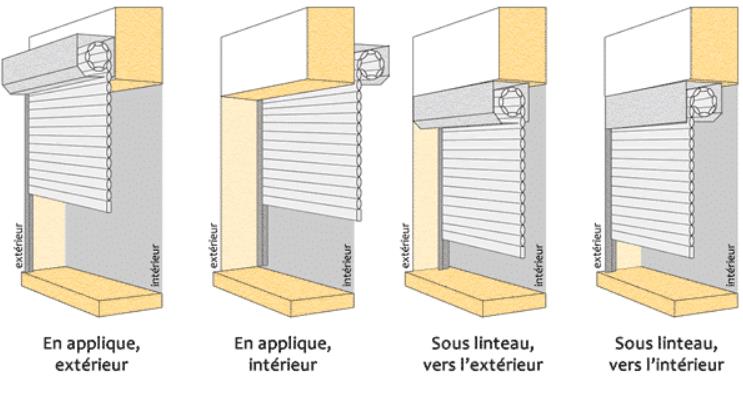 extérieur
intérieur
extérieur
intérieur
extérieur
intérieur
extérieur
intérieur
En applique,
extérieur
En applique,
intérieur
Sous linteau,
vers l'extérieur
Sous linteau,
vers l'intérieur